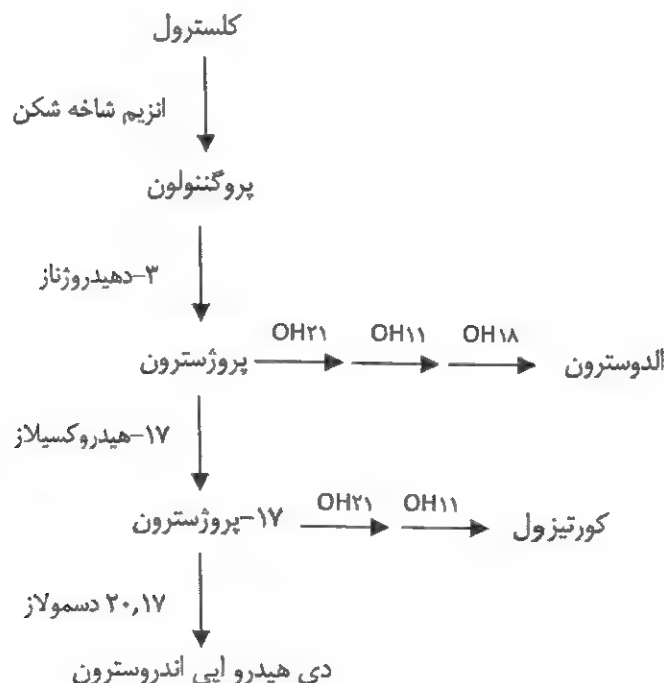 کلسترول
انزیم شاخه شکن
پروگننولون
۳-دهیدروژناز
پروژسترون
OH۲۱ OH۱۱ OH۱۸
الدوسترون
۱۷-هیدروکسیلاز
۱۷-پروژسترون
OH۲۱ OH۱۱
کورتیزول
۲۰,۱۷ دسمولاز
دی هیدرو اپی اندروسترون